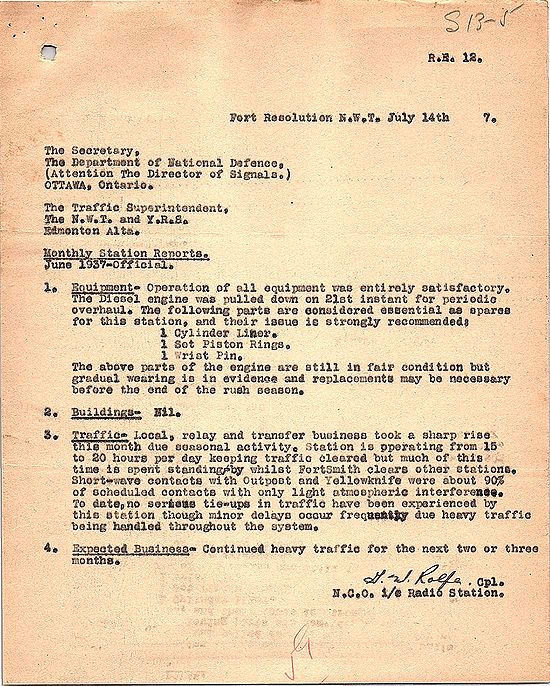 S 13-5
R.E. 12.
Fort Resolution N.W.T. July 14th 7.
The Secretary,
The Department of National Defence,
(Attention The Director of Signals.)
OTTAWA, Ontario.
The Traffic Superintendent,
The N.W.T. and Y.R.S.
Edmonton Alta.
Monthly Station Reports.
June 1937-Official.
1. Equipment- Operation of all equipment was entirely satisfactory.
The Diesel engine was pulled down on 21st instant for periodic
overhaul. The following parts are considered essential as spares
for this station, and their issue is strongly recommended;
1 Cylinder Liner.
1 Set Piston Rings.
1 Wrist Pin.
The above parts of the engine are still in fair condition but
gradual wearing is in evidence and replacements may be necessary
before the end of the rush season.
2. Buildings- Nil.
3. Traffic- Local, relay and transfer business took a sharp rise
this month due seasonal activity. Station is pperating from 15
to 20 hours per day keeping traffic cleared but much of this
time is spent standing/by whilst FortSmith clears other stations.
Short-wave contacts with Outpost and Yellowknife were about 90%
of scheduled contacts with only light atmospheric interference.
To date,no serious tie-ups in traffic have been experienced by
this station though minor delays occur frequently due heavy traffic
being handled throughout the system.
4. Expected Business- Continued heavy traffic for the next two or three
months.
Cpl.
N.C.O. i/c Radio Station.